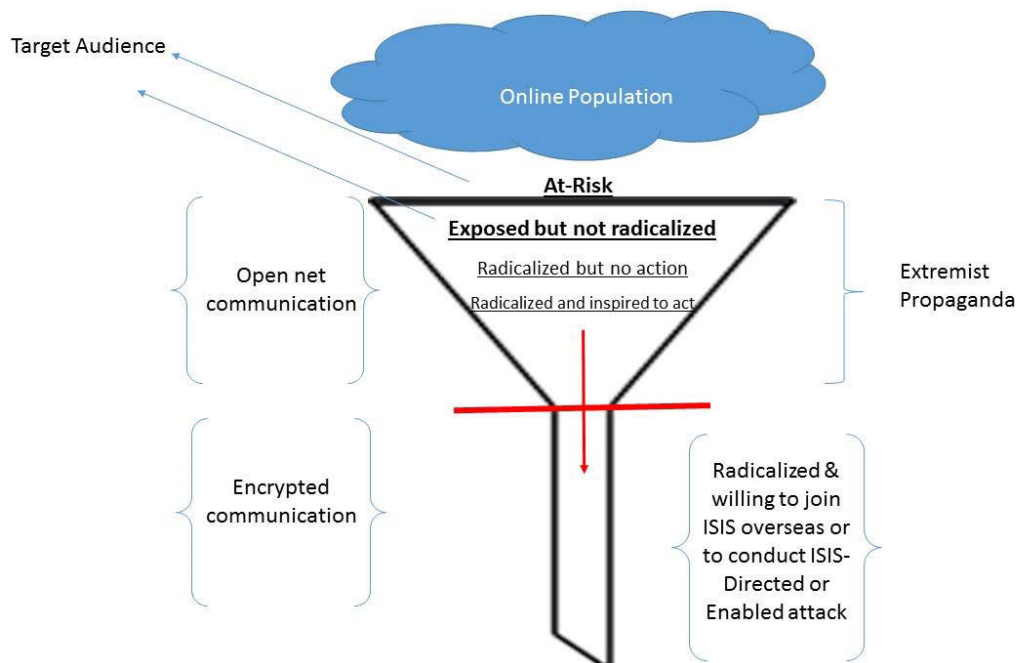 Target Audience
Online Population
At-Risk
Exposed but not radicalized
Radicalized but no action
Radicalized and inspired to act
Open net
communication
Extremist
Propaganda
Encrypted
communication
Radicalized &
willing to join
ISIS overseas or
to conduct ISIS-
Directed or
Enabled attack